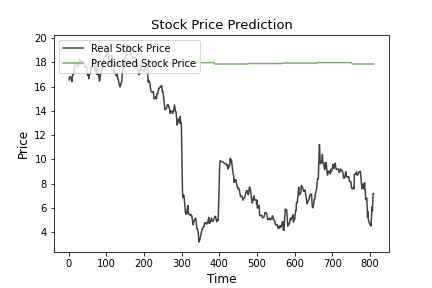 Stock Price Prediction
Real Stock Price
Predicted Stock Price
Price
20
18
16
14
12
10
8
6
4
0 100 200 300 400 500 600 700 800
Time